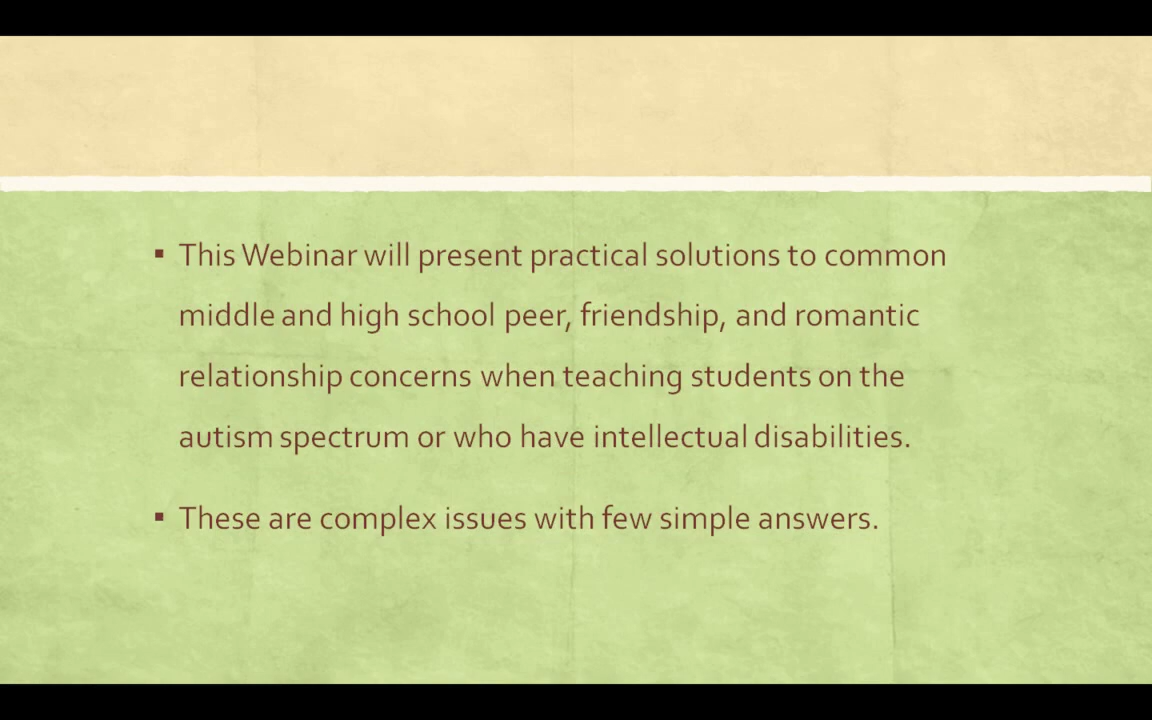 ▪ This Webinar will present practical solutions to common
middle and high school peer, friendship, and romantic
relationship concerns when teaching students on the
autism spectrum or who have intellectual disabilities.
▪ These are complex issues with few simple answers.